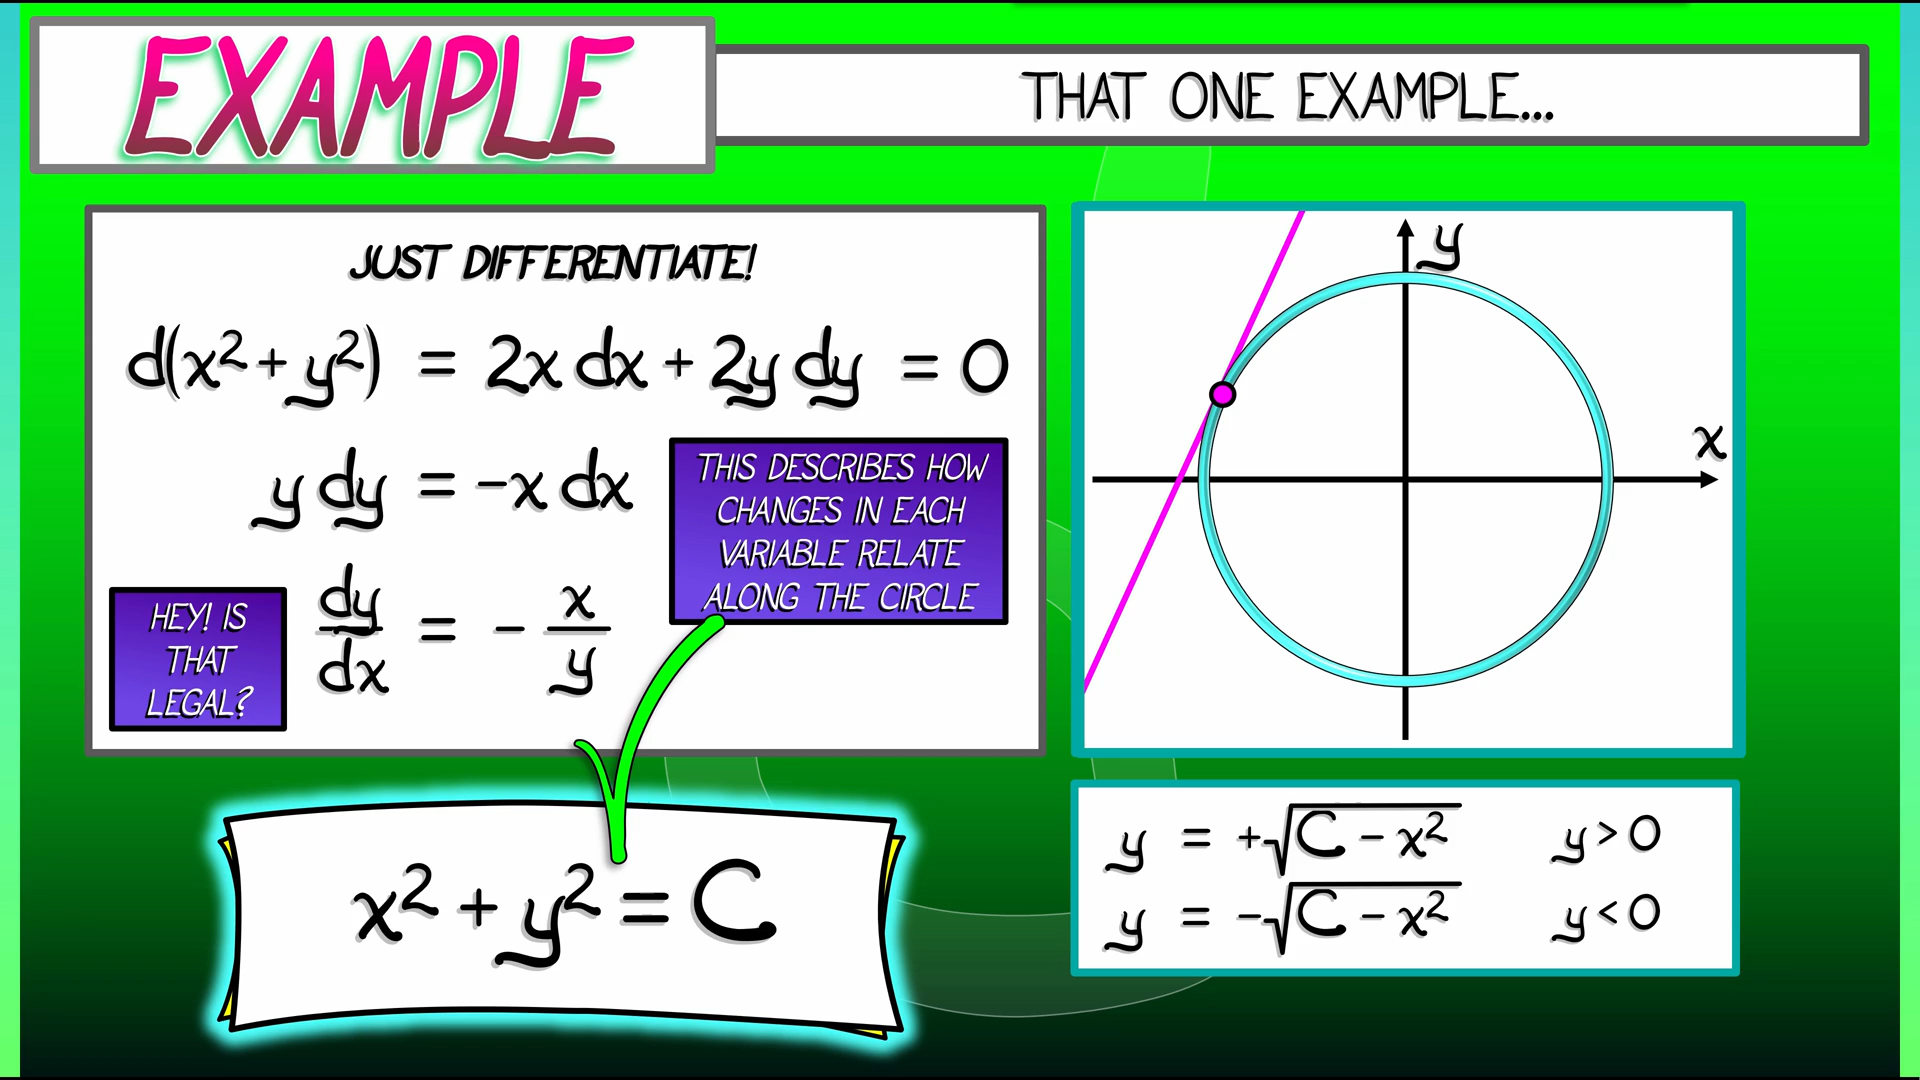 EXAMPLE
THAT ONE EXAMPLE...
JUST DIFFERENTIATE!
d(x² + y²) = 2x dx + 2y dy = 0
y dy = -x dx
dy/dx = - x/y
HEY! IS
THAT
LEGAL?
THIS DESCRIBES HOW
CHANGES IN EACH
VARIABLE RELATE
ALONG THE CIRCLE
x² + y² = C
y
x
y = +√(C - x²) y > 0
y = -√(C - x²) y < 0